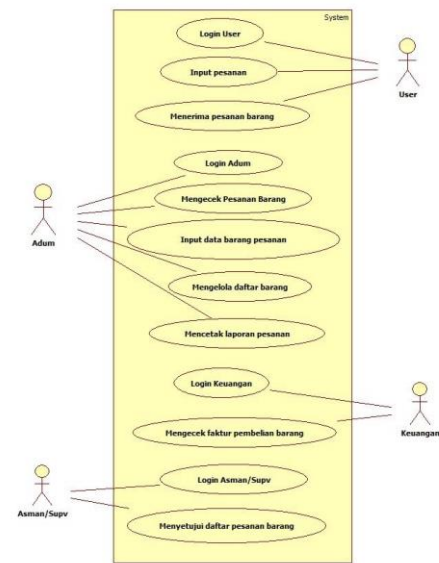 System
Login User
Input pesanan
User
Menerima pesanan barang
Login Adum
Mengecek Pesanan Barang
Adum
Input data barang pesanan
Mengelola daftar barang
Mencetak laporan pesanan
Login Keuangan
Keuangan
Mengecek faktur pembelian barang
Login Asman/Supv
Asman/Supv
Menyetujui daftar pesanan barang